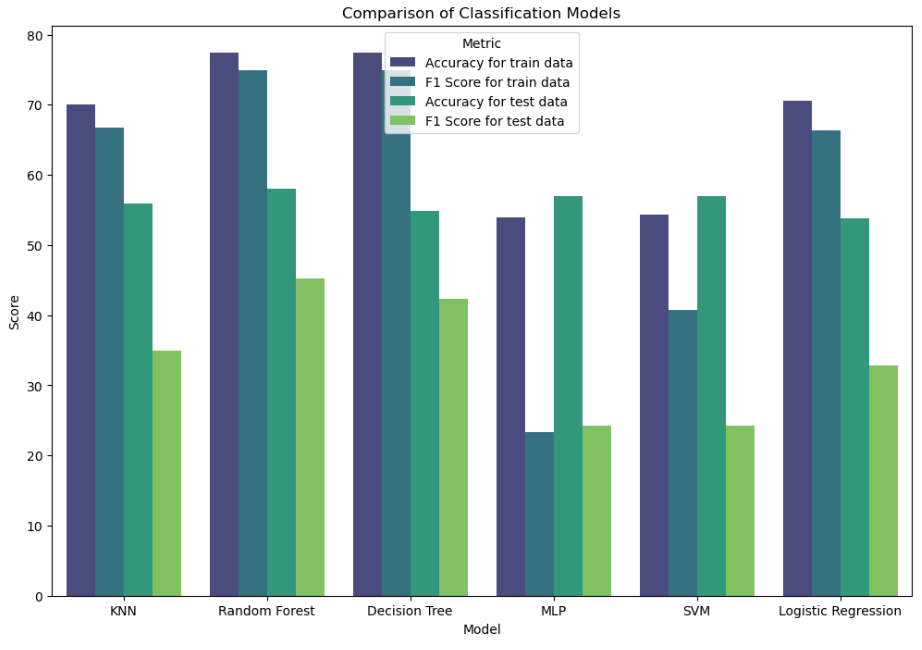 Comparison of Classification Models
Metric
Accuracy for train data
F1 Score for train data
Accuracy for test data
F1 Score for test data
Score
80
70
60
50
40
30
20
10
0
KNN
Random Forest
Decision Tree
MLP
SVM
Logistic Regression
Model